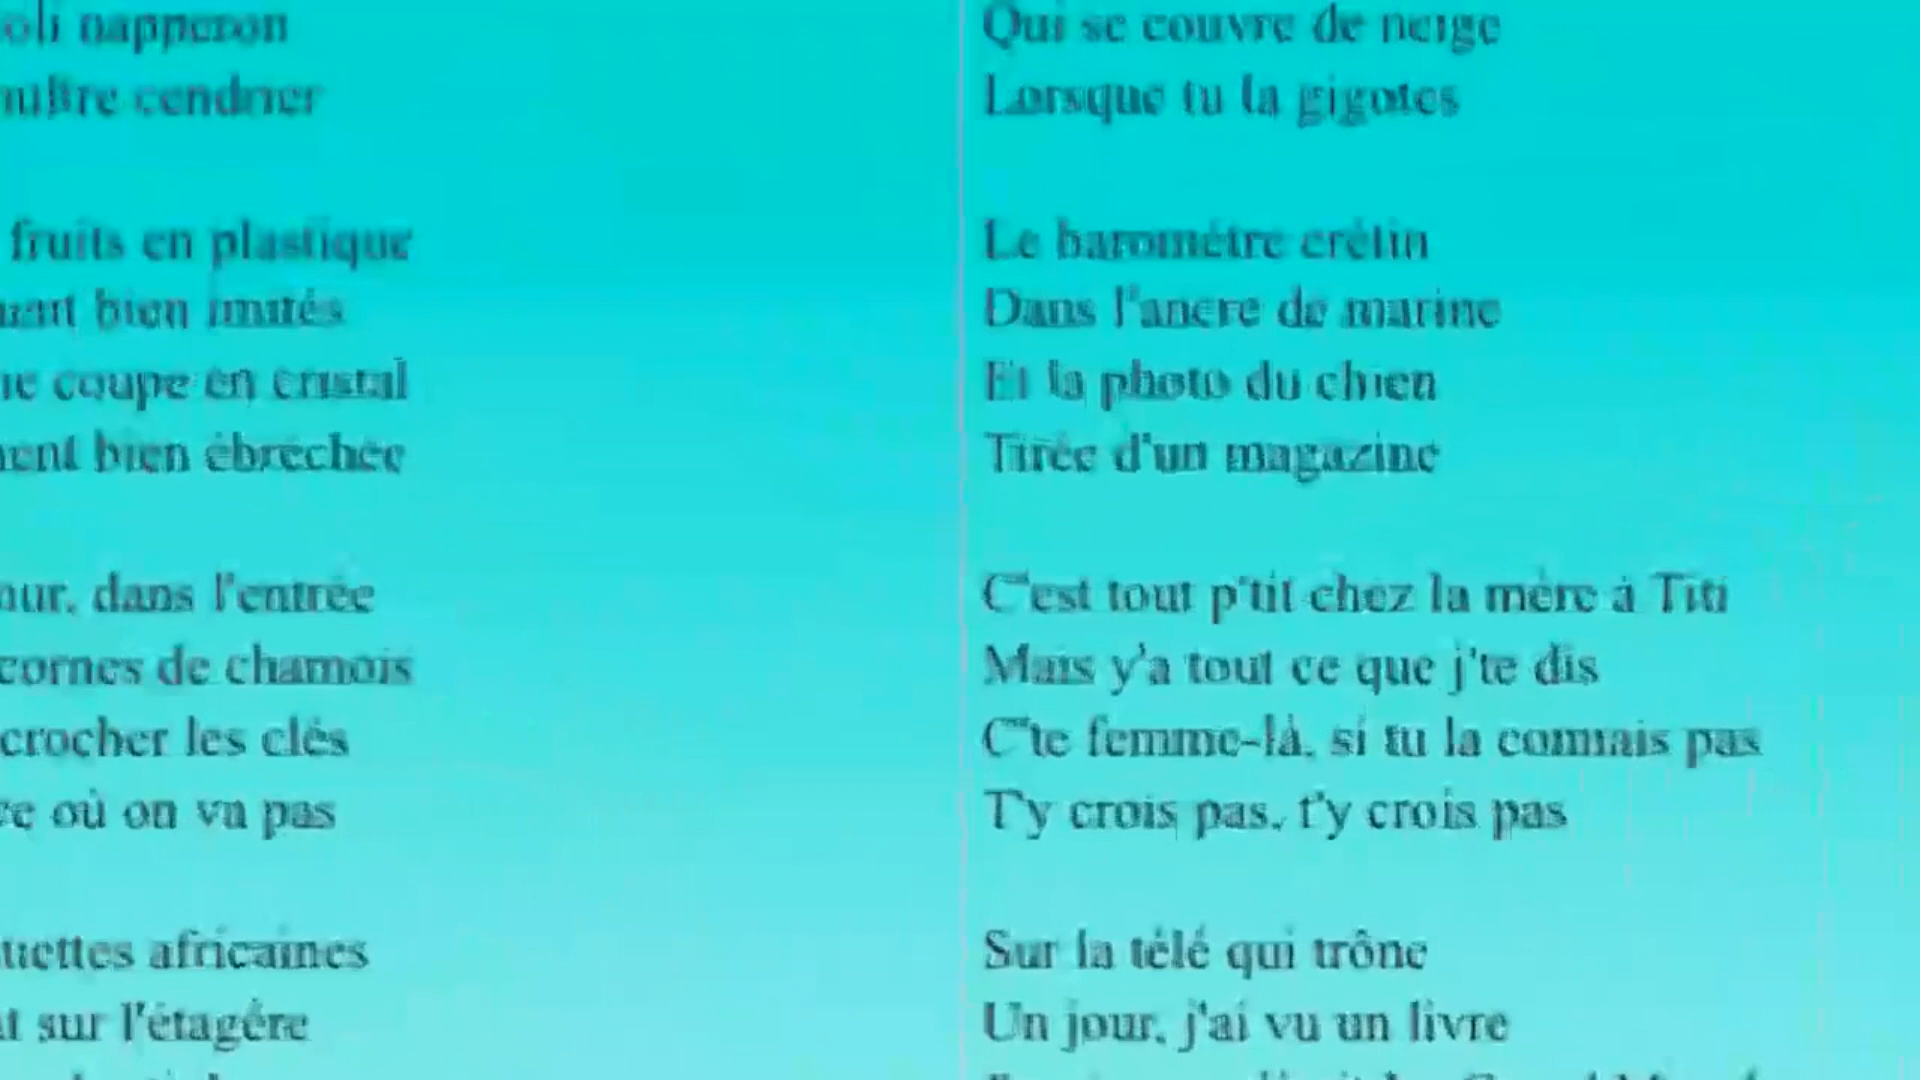 oli napperon
cendrier
fruits en plastique
bien imités
coupe en cristal
bien ébréchée
dans l'entrée
cornes de chamois
crocher les clés
où on va pas
africaines
sur l'étagère
Qui se couvre de neige
Lorsque tu la gigotes
Le baromètre crétin
Dans l'ancre de marine
Et la photo du chien
Tirée d'un magazine
C'est tout p'tit chez la mère à Titi
Mais y'a tout ce que j'te dis
C'te femme-là, si tu la connais pas
T'y crois pas, t'y crois pas
Sur la télé qui trône
Un jour, j'ai vu un livre